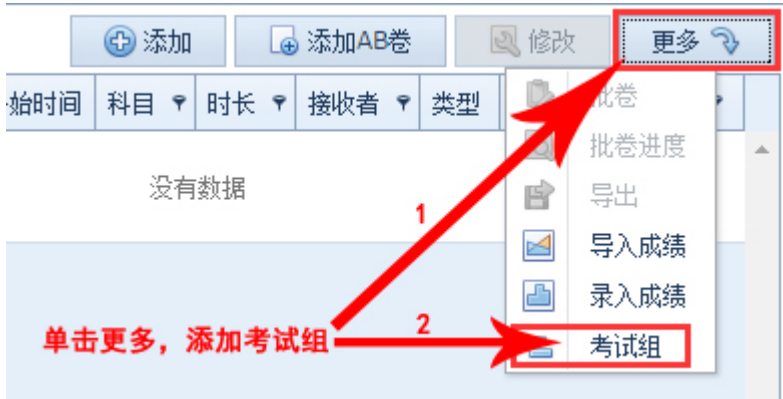 添加 添加AB卷 修改 更多
始时间 科目 时长 接收者 类型
批卷
没有数据
批卷进度
导出
1
导入成绩
录入成绩
单击更多，添加考试组
2
考试组